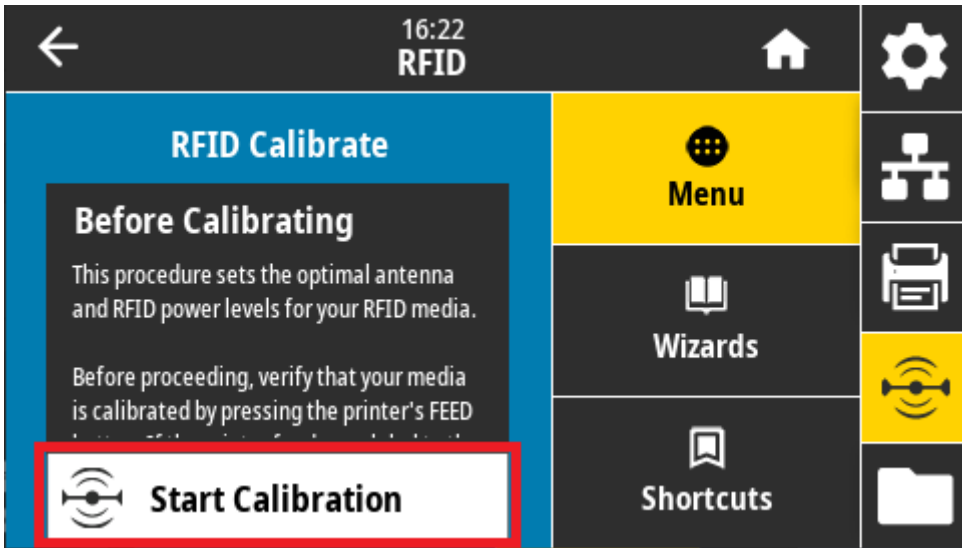 16:22
RFID
RFID Calibrate
Before Calibrating
This procedure sets the optimal antenna
and RFID power levels for your RFID media.
Before proceeding, verify that your media
is calibrated by pressing the printer's FEED
Start Calibration
Menu
Wizards
Shortcuts